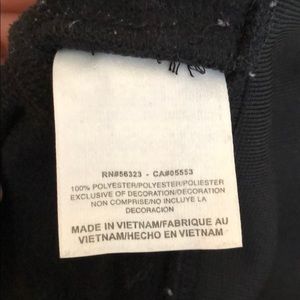 RN#56323 - CA#05553
100% POLYESTER/POLYESTER/POLIESTER
EXCLUSIVE OF DECORATION/DECORATION
NON COMPRISE/NO INCLUYE LA
DECORACION
MADE IN VIETNAM/FABRIQUE AU
VIETNAM/HECHO EN VIETNAM